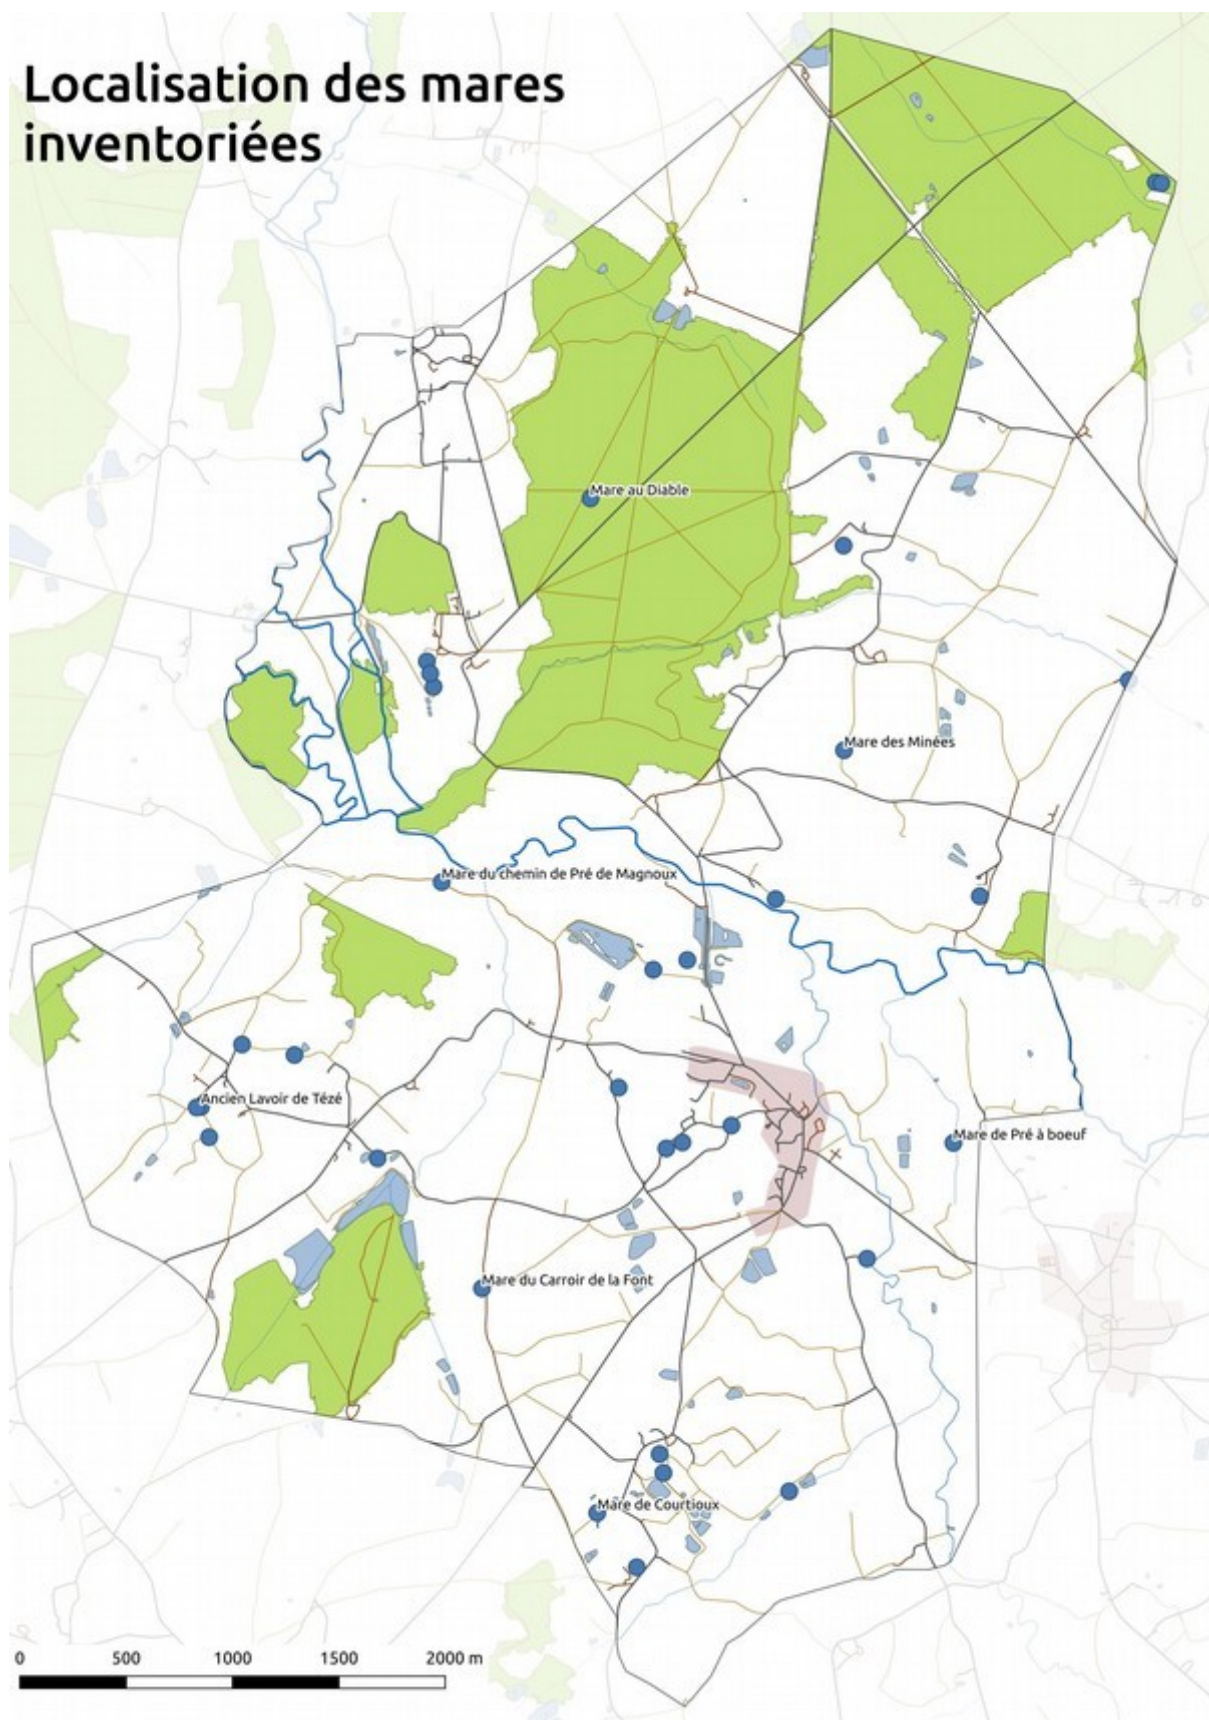 Localisation des mares
inventoriées
Mare au Diable
Mare des Minées
Mare du chemin de Pré de Magnoux
Ancien Lavoir de Tézé
Mare de Pré à boeuf
Mare du Carroir de la Font
Mare de Courtioux
0 500 1000 1500 2000 m